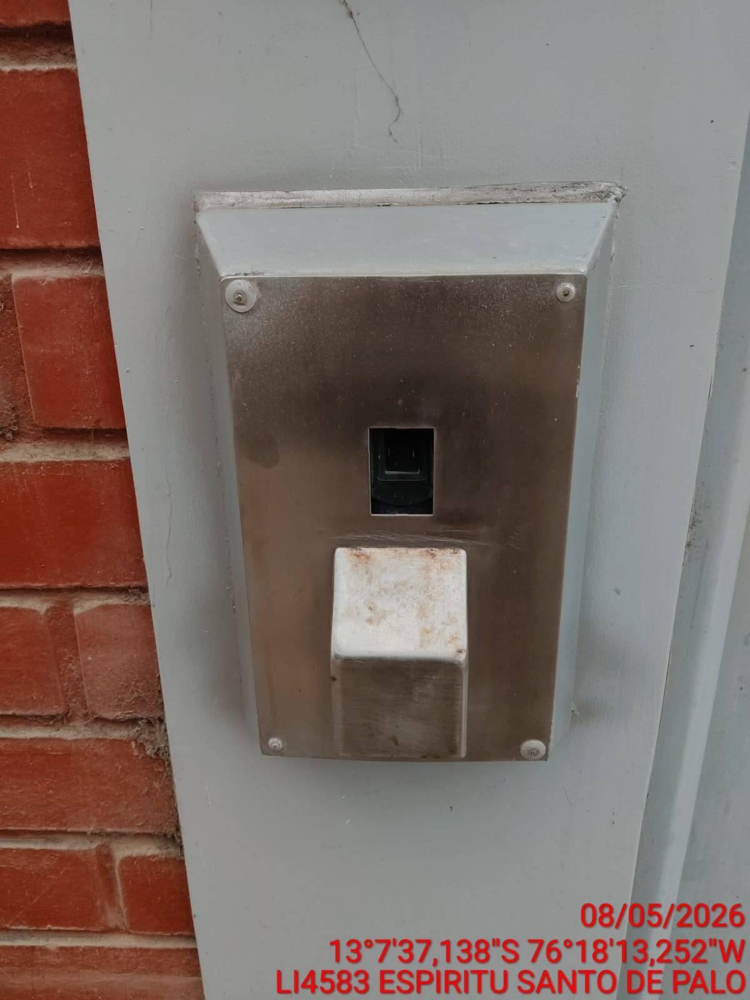 08/05/2026
13°7'37,138"S 76°18'13,252"W
LI4583 ESPIRITU SANTO DE PALO